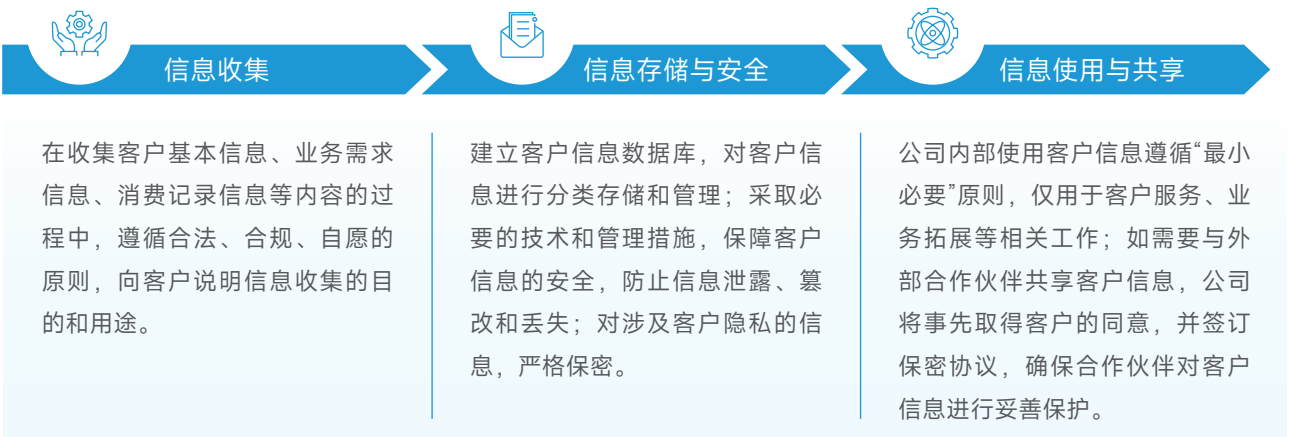 信息收集
信息存储与安全
信息使用与共享
在收集客户基本信息、业务需求
信息、消费记录信息等内容的过
程中，遵循合法、合规、自愿的
原则，向客户说明信息收集的目
的和用途。
建立客户信息数据库，对客户信
息进行分类存储和管理；采取必
要的技术和管理措施，保障客户
信息的安全，防止信息泄露、篡
改和丢失；对涉及客户隐私的信
息，严格保密。
公司内部使用客户信息遵循“最小
必要”原则，仅用于客户服务、业
务拓展等相关工作；如需要与外
部合作伙伴共享客户信息，公司
将事先取得客户的同意，并签订
保密协议，确保合作伙伴对客户
信息进行妥善保护。